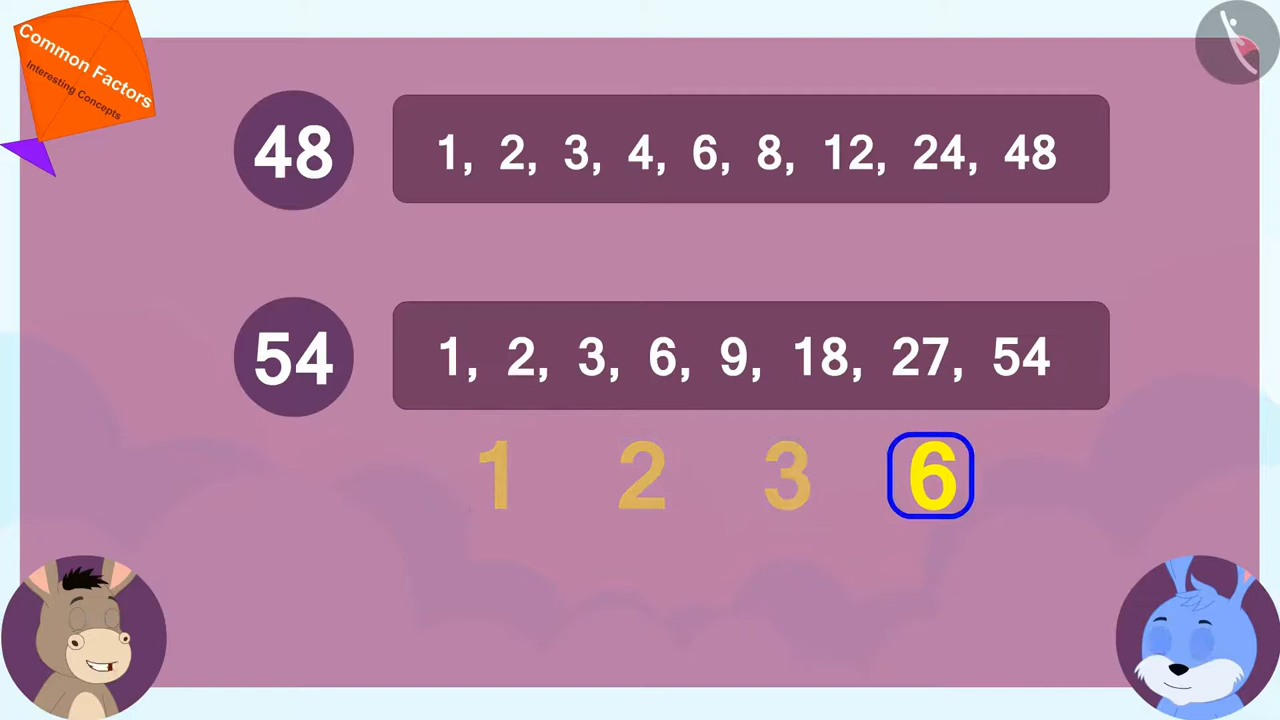 Common Factors
Interesting Concepts
48
1, 2, 3, 4, 6, 8, 12, 24, 48
54
1, 2, 3, 6, 9, 18, 27, 54
1 2 3 6